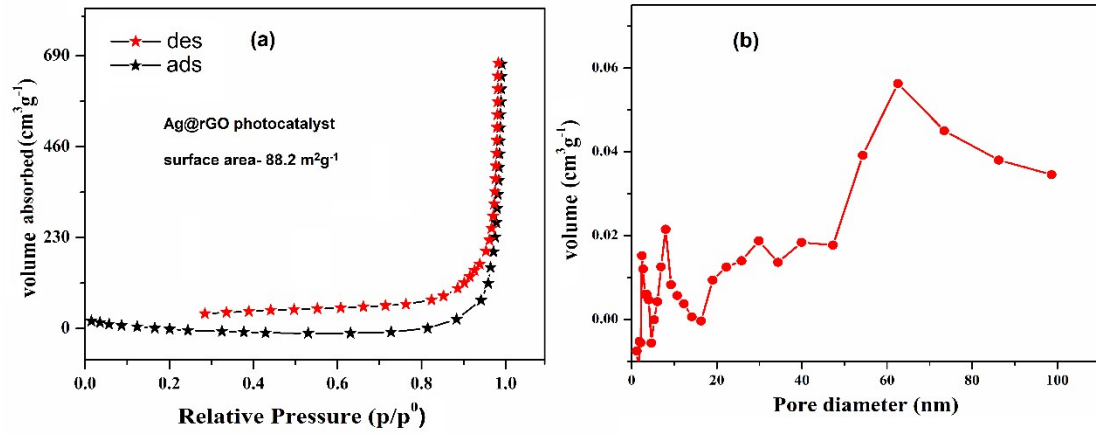 (a)
des
ads
Ag@rGO photocatalyst
surface area- 88.2 m²g⁻¹
volume absorbed (cm³g⁻¹)
690
460
230
0
0.0 0.2 0.4 0.6 0.8 1.0
Relative Pressure (p/p⁰)
(b)
volume (cm³g⁻¹)
0.06
0.04
0.02
0.00
0 20 40 60 80 100
Pore diameter (nm)